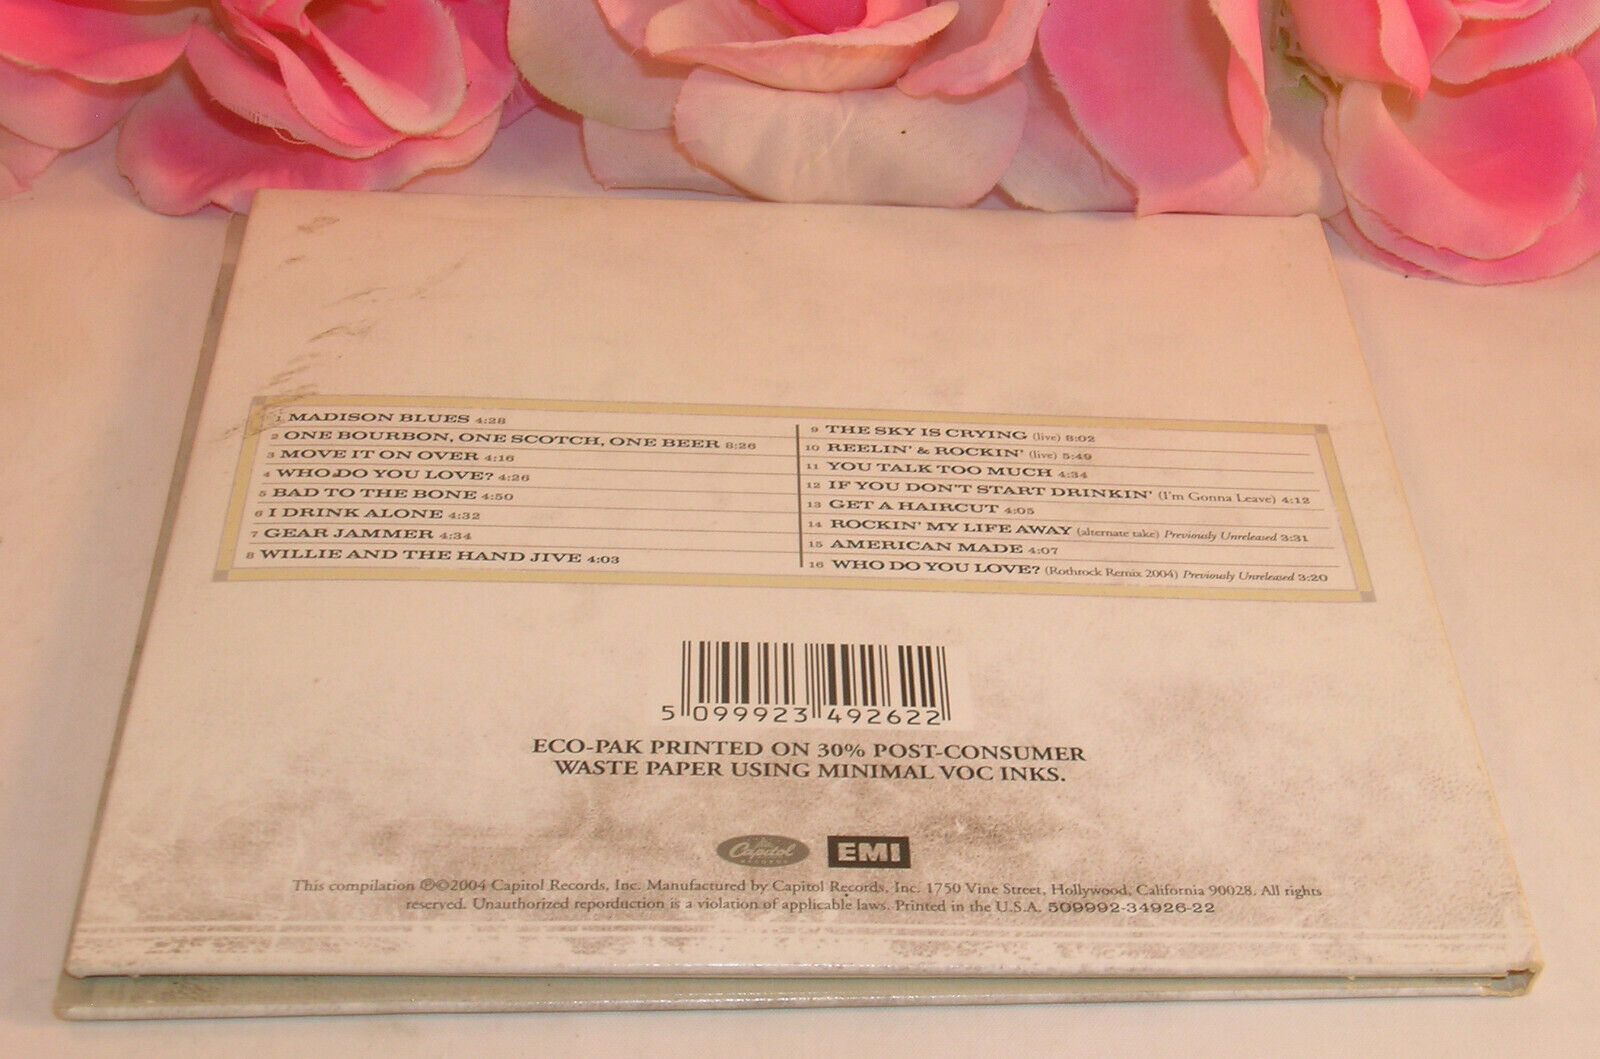 1 MADISON BLUES 4:28
2 ONE BOURBON, ONE SCOTCH, ONE BEER 8:26
3 MOVE IT ON OVER 4:16
4 WHO DO YOU LOVE? 4:26
5 BAD TO THE BONE 4:50
6 I DRINK ALONE 4:32
7 GEAR JAMMER 4:34
8 WILLIE AND THE HAND JIVE 4:03
9 THE SKY IS CRYING (live) 8:02
10 REELIN' & ROCKIN' (live) 5:49
11 YOU TALK TOO MUCH 4:34
12 IF YOU DON'T START DRINKIN' (I'm Gonna Leave) 4:12
13 GET A HAIRCUT 4:05
14 ROCKIN' MY LIFE AWAY (alternate take) Previously Unreleased 3:31
15 AMERICAN MADE 4:07
16 WHO DO YOU LOVE? (Rothrock Remix 2004) Previously Unreleased 3:20
5 099923 492622
ECO-PAK PRINTED ON 30% POST-CONSUMER
WASTE PAPER USING MINIMAL VOC INKS.
Capitol
RECORDS
EMI
This compilation ℗©2004 Capitol Records, Inc. Manufactured by Capitol Records, Inc. 1750 Vine Street, Hollywood, California 90028. All rights
reserved. Unauthorized reporduction is a violation of applicable laws. Printed in the U.S.A. 509992-34926-22